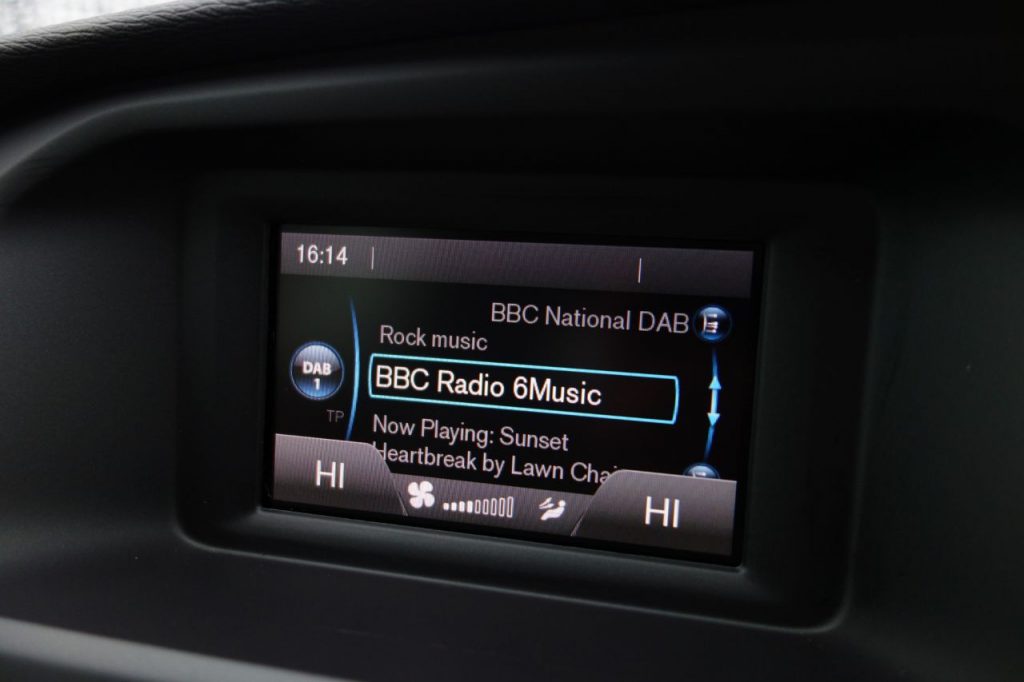 16:14
BBC National DAB
Rock music
DAB
1
BBC Radio 6Music
TP
Now Playing: Sunset
Heartbreak by Lawn Chai
HI
HI